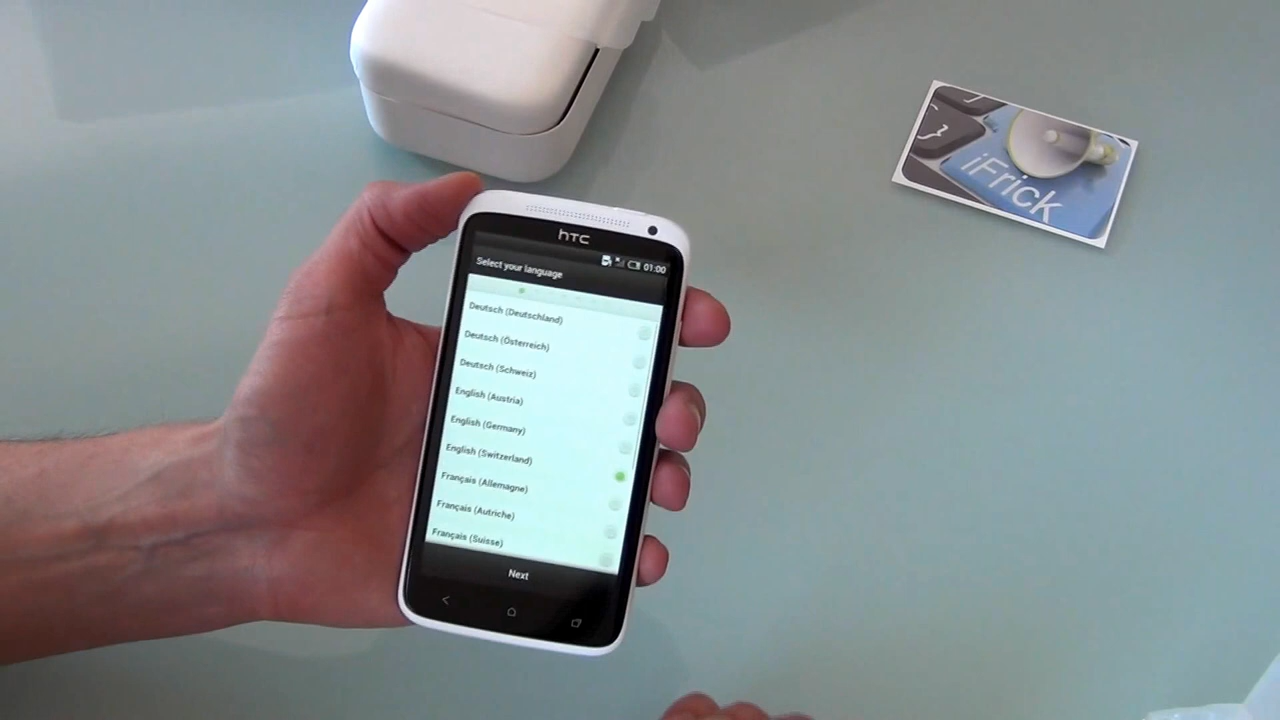 hTC
01:00
Select your language
Deutsch (Deutschland)
Deutsch (Österreich)
Deutsch (Schweiz)
English (Austria)
English (Germany)
English (Switzerland)
Français (Allemagne)
Français (Autriche)
Français (Suisse)
Next
}
iFrick